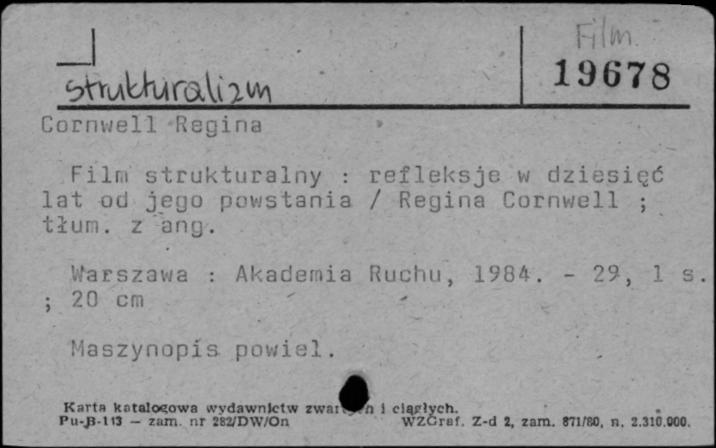 Film
19678
strukturalizm
Cornwell Regina
Film strukturalny : refleksje w dziesięć
lat od jego powstania / Regina Cornwell ;
tłum. z ang.
Warszawa : Akademia Ruchu, 1984. - 29, 1 s.
; 20 cm
Maszynopis powiel.
Karta katalogowa wydawnictw zwartych i ciągłych.
Pu-B-113 — zam. nr 282/DW/On WZGraf. Z-d 2, zam. 871/80, n. 2.310.000.